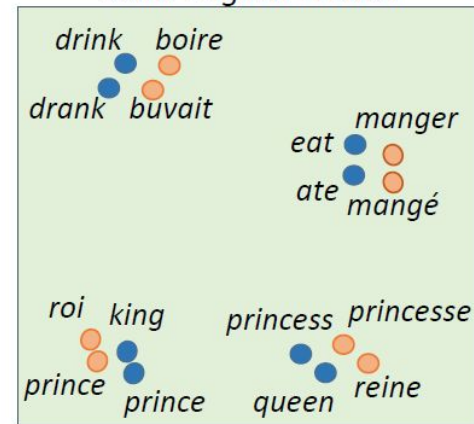 drink boire
drank buvait
manger
eat
ate
mangé
roi king
prince prince
princess princesse
queen reine